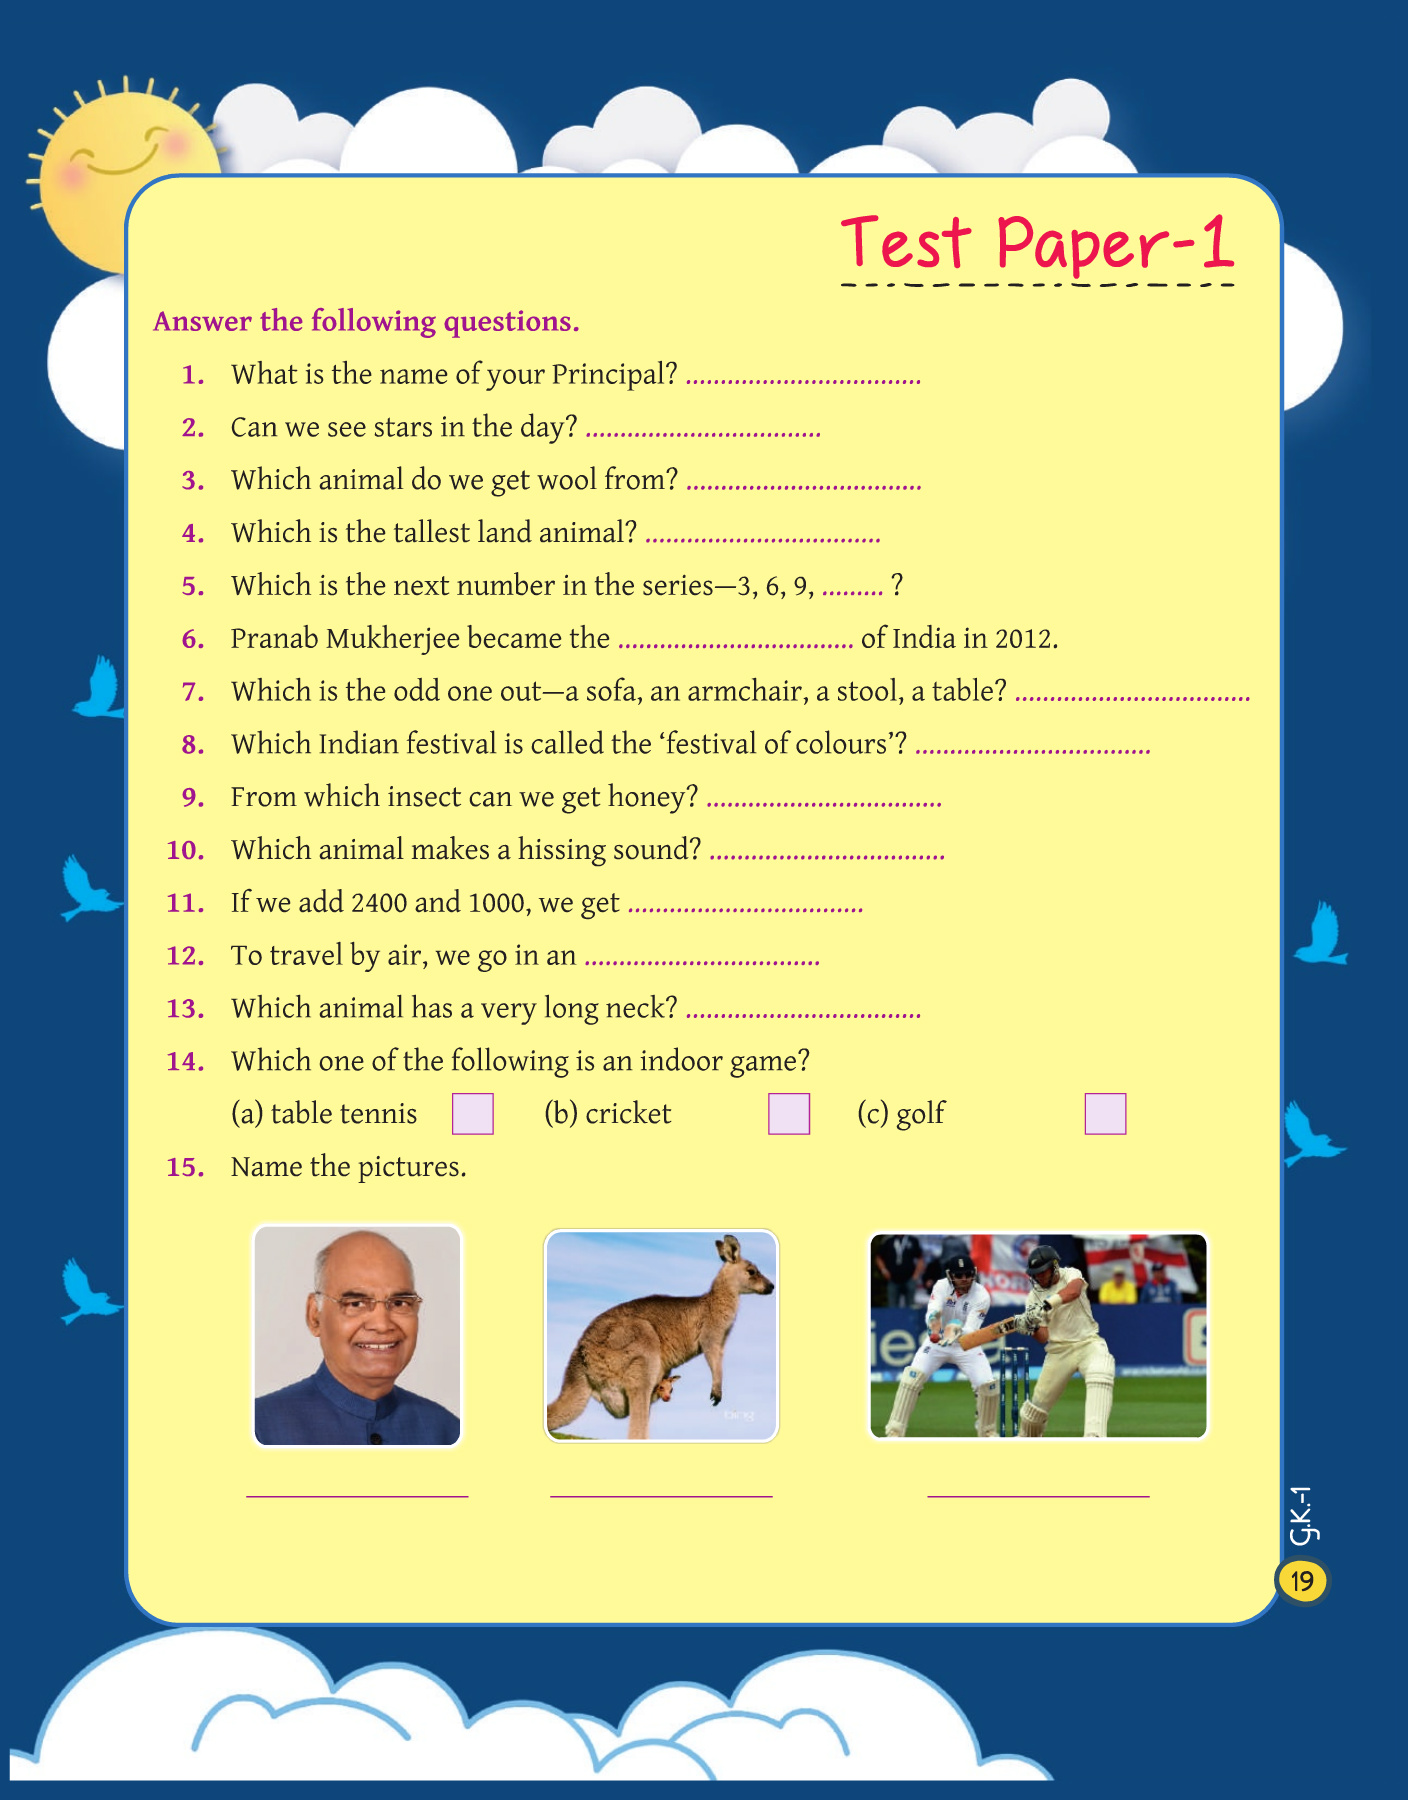 Test Paper-1
Answer the following questions.
1. What is the name of your Principal? ..................................
2. Can we see stars in the day? ..................................
3. Which animal do we get wool from? ..................................
4. Which is the tallest land animal? ..................................
5. Which is the next number in the series—3, 6, 9, ......... ?
6. Pranab Mukherjee became the .................................. of India in 2012.
7. Which is the odd one out—a sofa, an armchair, a stool, a table? ..................................
8. Which Indian festival is called the ‘festival of colours’? ..................................
9. From which insect can we get honey? ..................................
10. Which animal makes a hissing sound? ..................................
11. If we add 2400 and 1000, we get ..................................
12. To travel by air, we go in an ..................................
13. Which animal has a very long neck? ..................................
14. Which one of the following is an indoor game?
(a) table tennis (b) cricket (c) golf
15. Name the pictures.
bing
G.K.-1
19